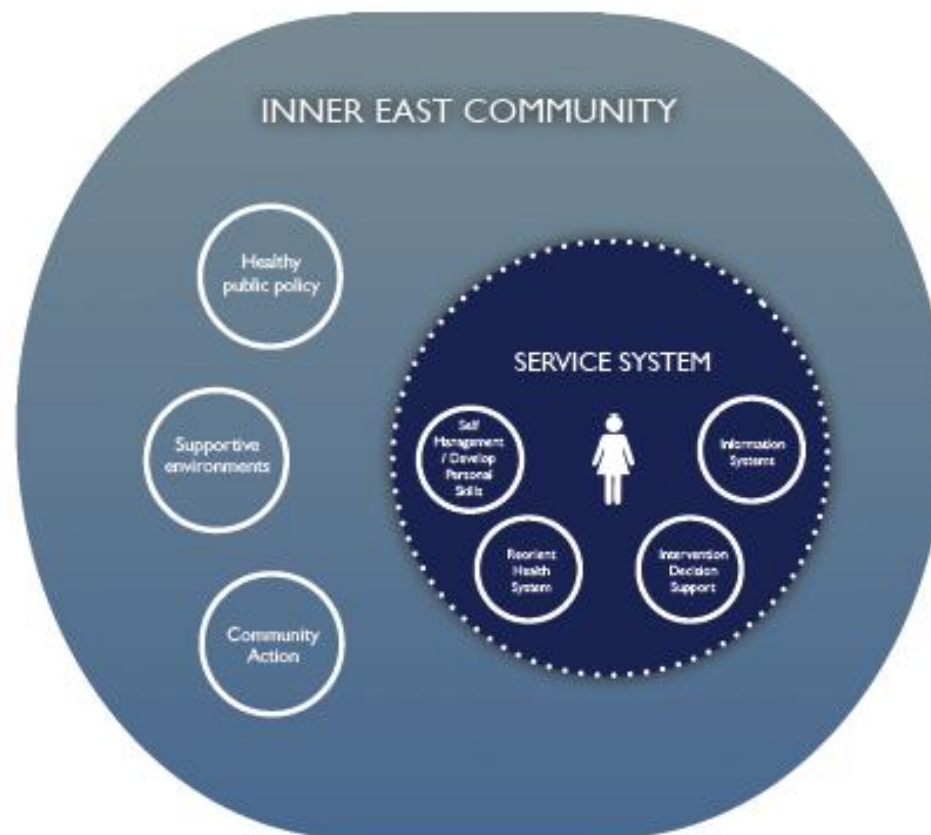 INNER EAST COMMUNITY
Healthy
public policy
Supportive
environments
Community
Action
SERVICE SYSTEM
Self
Management
/ Develop
Personal
Skills
Reorient
Health
System
Intervention
Decision
Support
Information
Systems